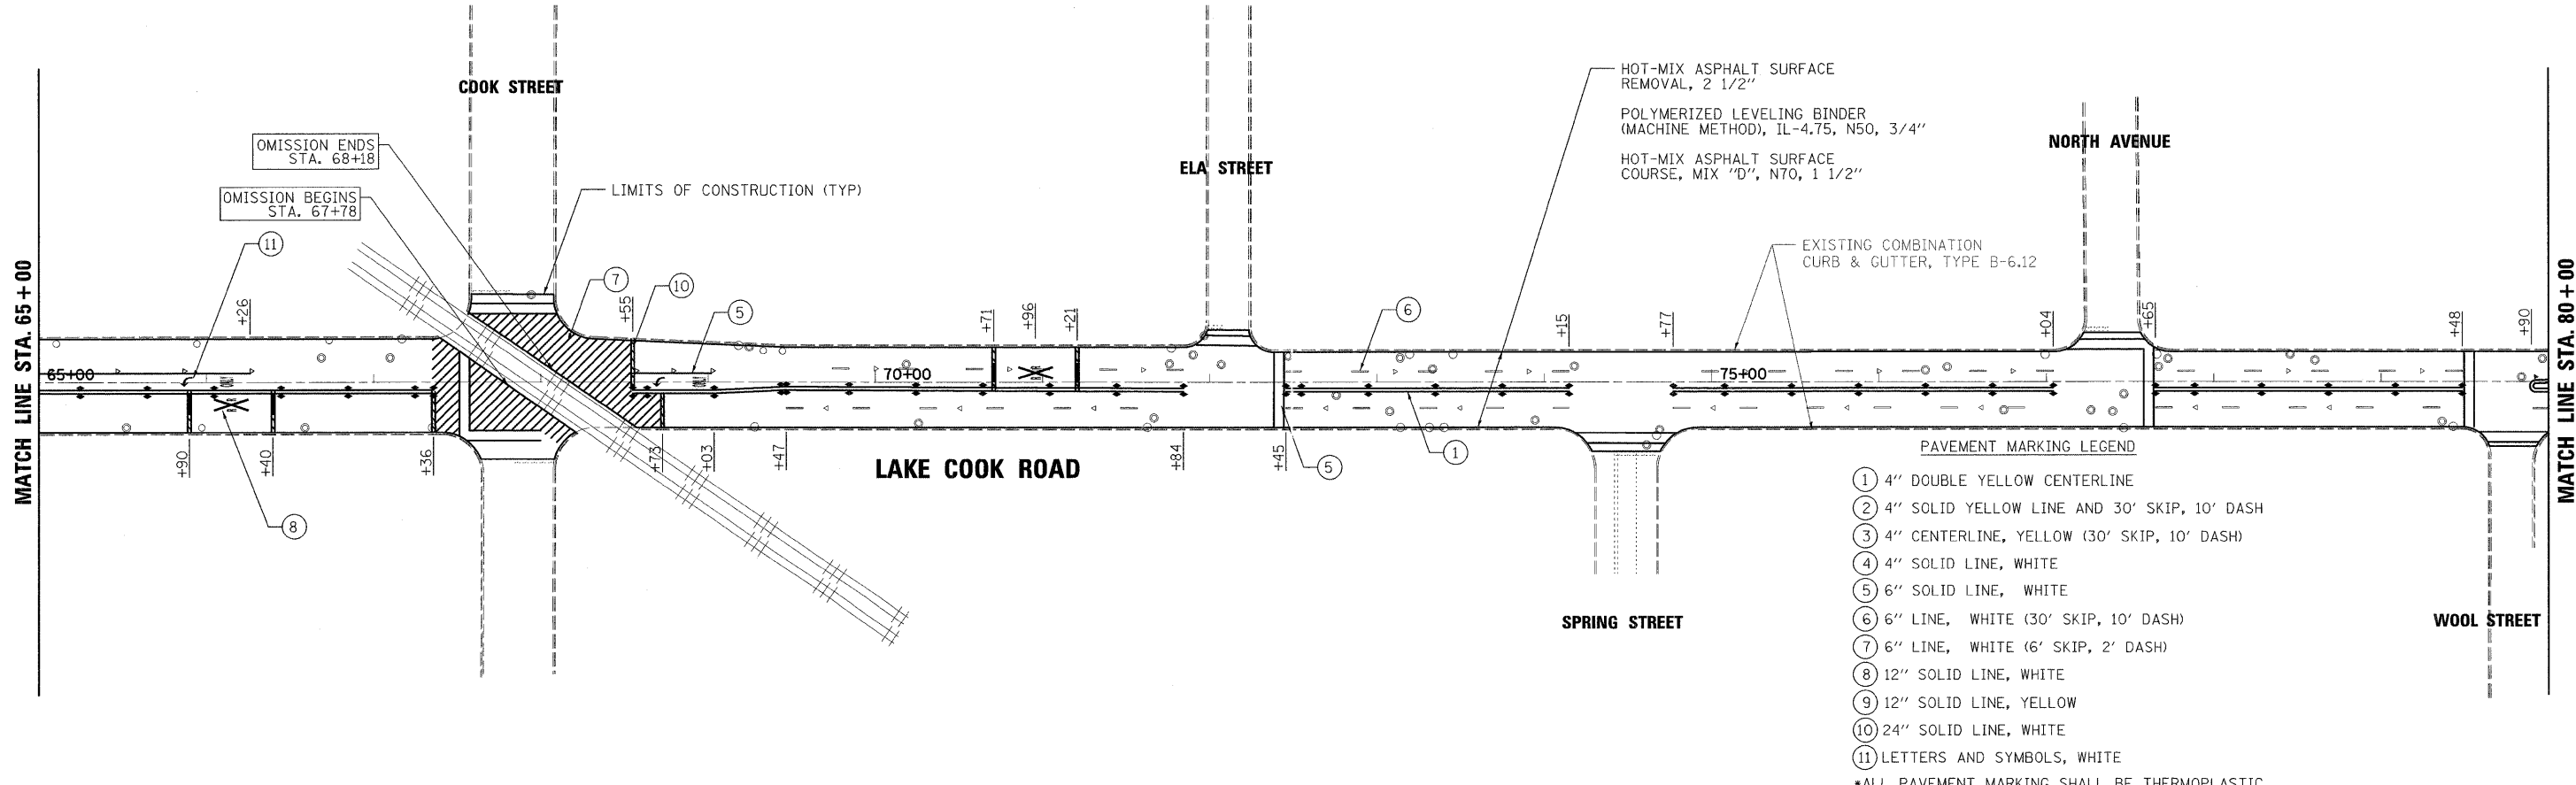 COOK STREET
HOT-MIX ASPHALT SURFACE
REMOVAL, 2 1/2"
POLYMERIZED LEVELING BINDER
(MACHINE METHOD), IL-4.75, N50, 3/4"
HOT-MIX ASPHALT SURFACE
COURSE, MIX "D", N70, 1 1/2"
NORTH AVENUE
OMISSION ENDS
STA. 68+18
ELA STREET
LIMITS OF CONSTRUCTION (TYP)
OMISSION BEGINS
STA. 67+78
11
EXISTING COMBINATION
CURB & GUTTER, TYPE B-6.12
7
10
5
6
MATCH LINE STA. 65+00
+26
+55
+71
+96
+21
+15
+77
+04
+65
+48
+90
MATCH LINE STA. 80+00
65+00
70+00
75+00
+90
+40
+36
+73
+03
+47
+84
+45
LAKE COOK ROAD
5
1
8
SPRING STREET
WOOL STREET
PAVEMENT MARKING LEGEND
1 4" DOUBLE YELLOW CENTERLINE
2 4" SOLID YELLOW LINE AND 30' SKIP, 10' DASH
3 4" CENTERLINE, YELLOW (30' SKIP, 10' DASH)
4 4" SOLID LINE, WHITE
5 6" SOLID LINE, WHITE
6 6" LINE, WHITE (30' SKIP, 10' DASH)
7 6" LINE, WHITE (6' SKIP, 2' DASH)
8 12" SOLID LINE, WHITE
9 12" SOLID LINE, YELLOW
10 24" SOLID LINE, WHITE
11 LETTERS AND SYMBOLS, WHITE
*ALL PAVEMENT MARKING SHALL BE THERMOPLASTIC